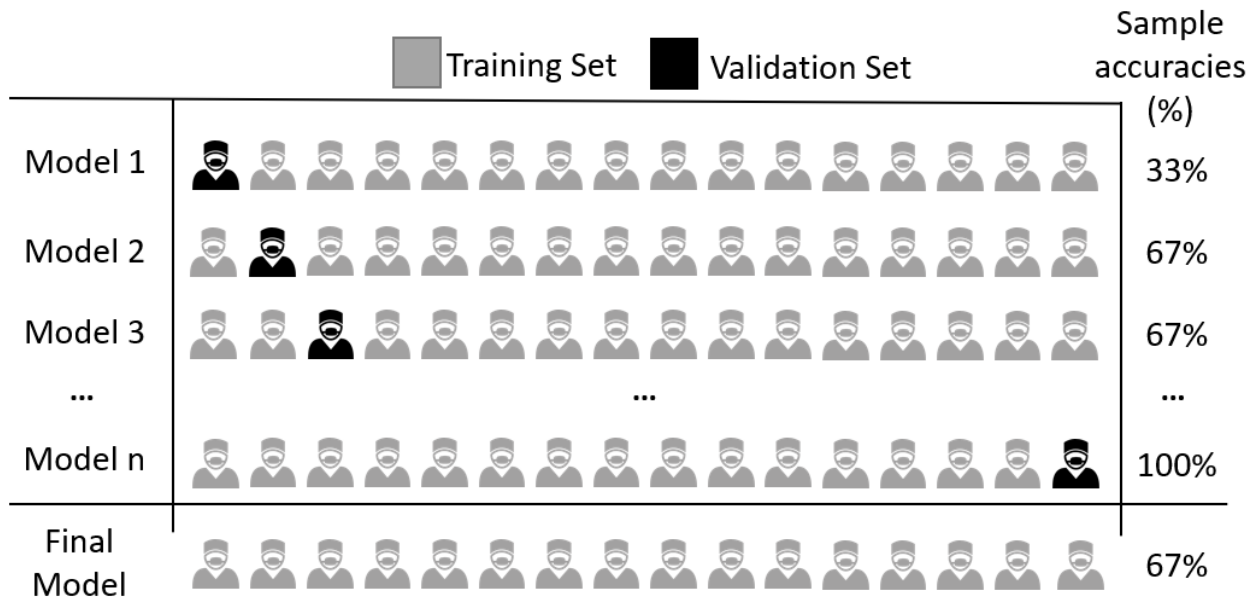 Training Set
Validation Set
Sample
accuracies
(%)
Model 1
33%
Model 2
67%
Model 3
67%
...
...
...
Model n
100%
Final
Model
67%